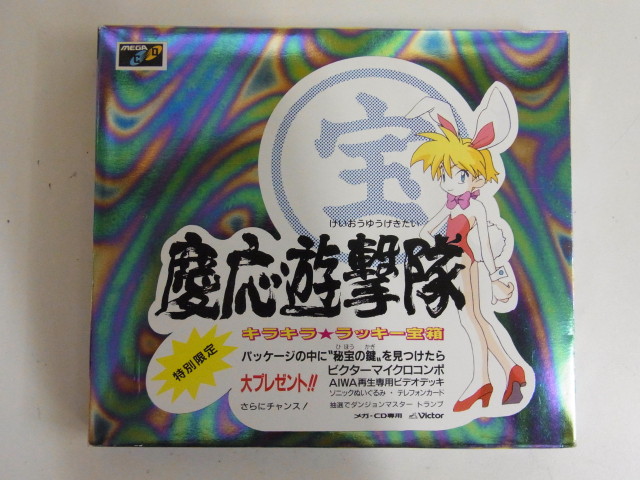 MEGA
CD
宝
けいおうゆうげきたい
慶応遊撃隊
キラキラ★ラッキー宝箱
特別限定
ひほう かぎ
パッケージの中に"秘宝の鍵"を見つけたら
大プレゼント!!
ビクターマイクロコンポ
AIWA再生専用ビデオデッキ
ソニックぬいぐるみ・テレフォンカード
さらにチャンス!
抽選でダンジョンマスター トランプ
メガ-CD専用 Victor